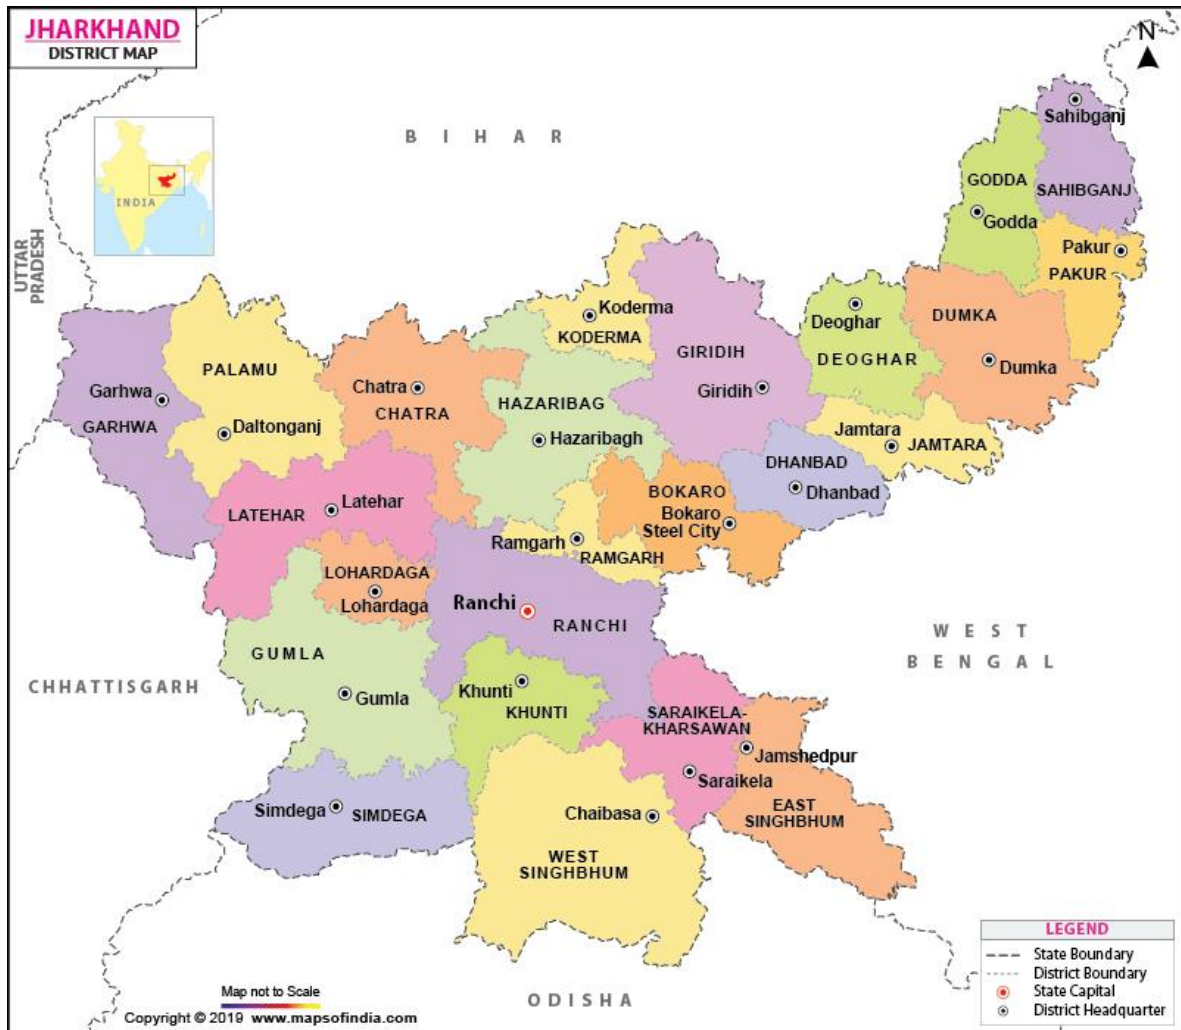 JHARKHAND
DISTRICT MAP
N
BIHAR
INDIA
UTTAR
PRADESH
Sahibganj
SAHIBGANJ
GODDA
Godda
Pakur
PAKUR
Koderma
KODERMA
Deoghar
DEOGHAR
DUMKA
Dumka
GIRIDIH
Giridih
PALAMU
Daltonganj
Garhwa
GARHWA
Chatra
CHATRA
HAZARIBAG
Hazaribagh
Jamtara
JAMTARA
DHANBAD
Dhanbad
BOKARO
Bokaro
Steel City
LATEHAR
Latehar
Ramgarh
RAMGARH
LOHARDAGA
Lohardaga
Ranchi
RANCHI
WEST
BENGAL
GUMLA
Gumla
CHHATTISGARH
Khunti
KHUNTI
SARAIKELA-
KHARSAWAN
Saraikela
Jamshedpur
EAST
SINGHBHUM
Simdega
SIMDEGA
Chaibasa
WEST
SINGHBHUM
ODISHA
LEGEND
State Boundary
District Boundary
State Capital
District Headquarter
Map not to Scale
Copyright © 2019 www.mapsofindia.com